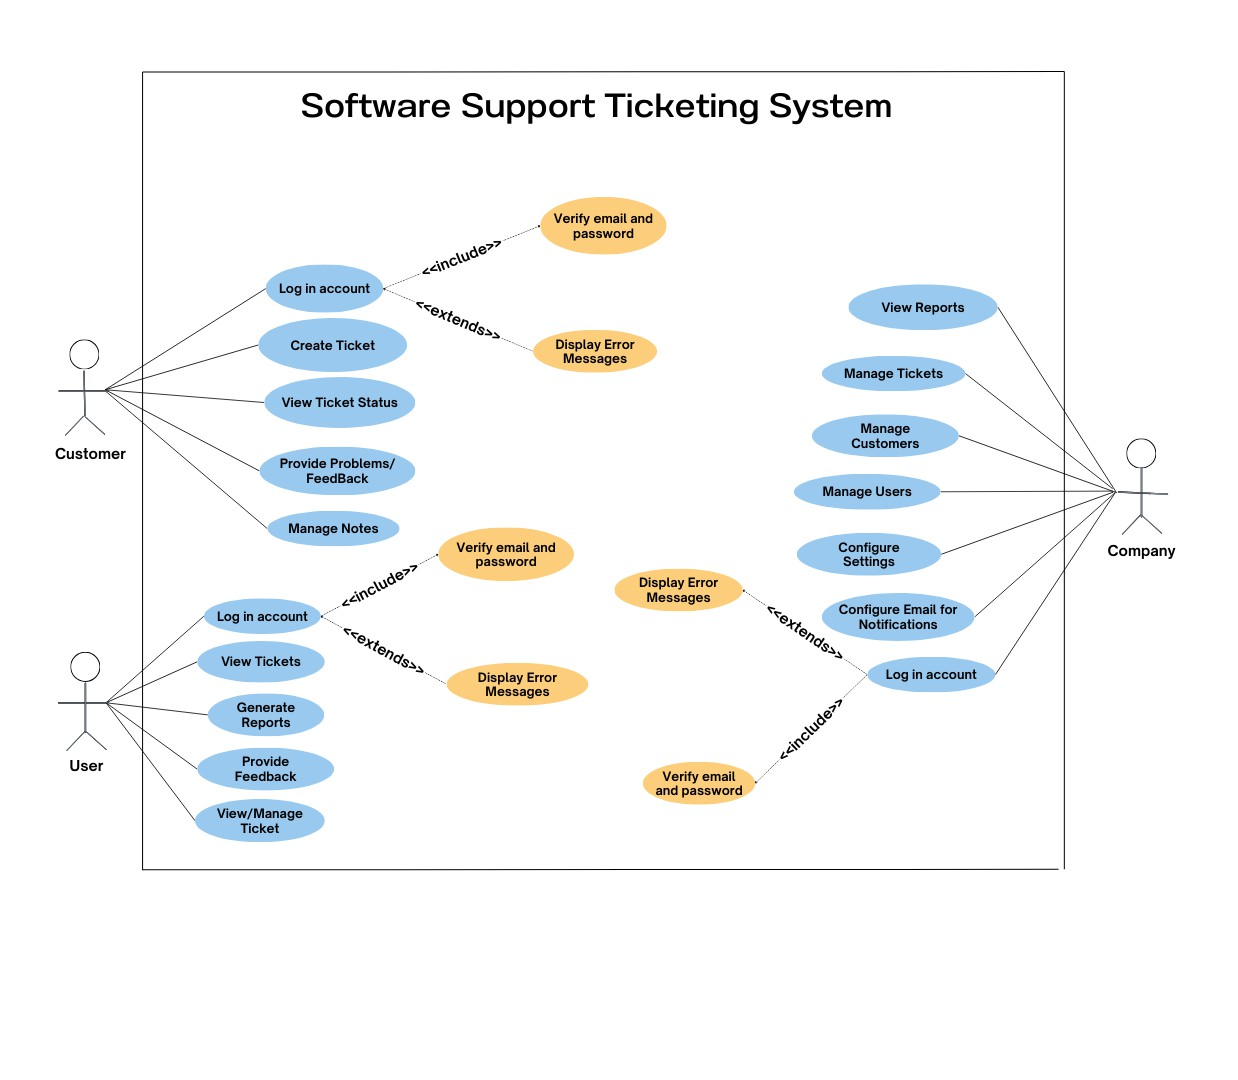 Software Support Ticketing System
Verify email and
password
<<include>>
Log in account
<<extends>>
Display Error
Messages
Create Ticket
View Ticket Status
Provide Problems/
FeedBack
Manage Notes
Customer
Verify email and
password
<<include>>
Log in account
<<extends>>
Display Error
Messages
View Tickets
Generate
Reports
Provide
Feedback
View/Manage
Ticket
User
View Reports
Manage Tickets
Manage
Customers
Manage Users
Configure
Settings
Configure Email for
Notifications
Log in account
Company
Display Error
Messages
<<extends>>
<<include>>
Verify email
and password